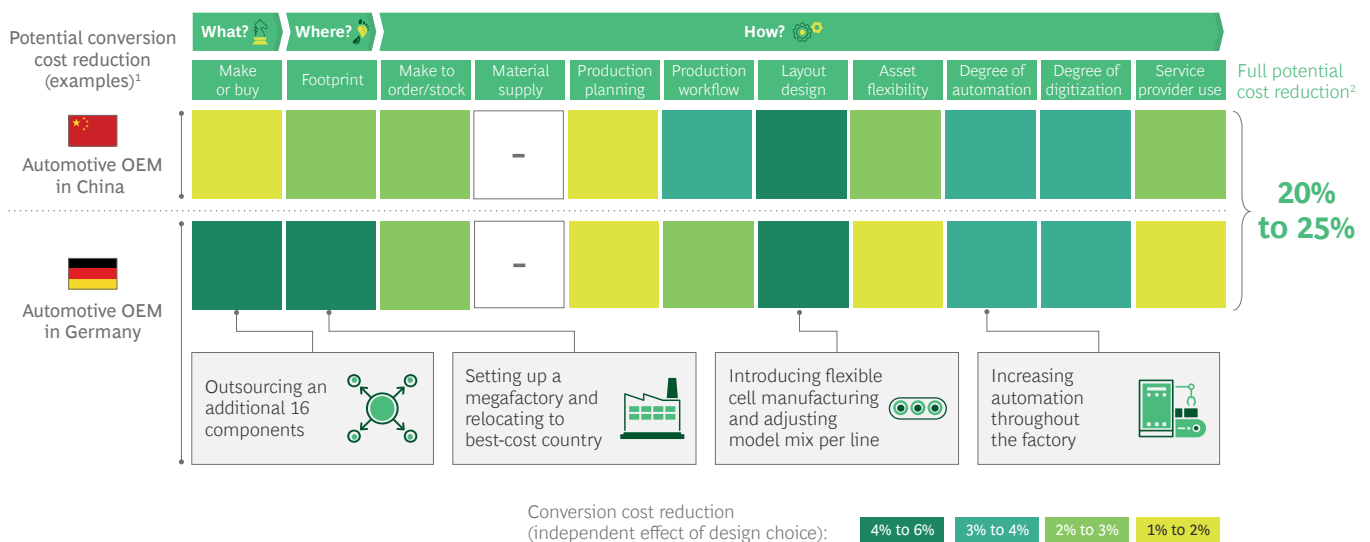 What?
Where?
How?
Potential conversion
cost reduction
(examples)1
Make
or buy
Footprint
Make to
order/stock
Material
supply
Production
planning
Production
workflow
Layout
design
Asset
flexibility
Degree of
automation
Degree of
digitization
Service
provider use
Full potential
cost reduction2
Automotive OEM
in China
–
20%
to 25%
Automotive OEM
in Germany
–
Outsourcing an
additional 16
components
Setting up a
megafactory and
relocating to
best-cost country
Introducing flexible
cell manufacturing
and adjusting
model mix per line
Increasing
automation
throughout
the factory
Conversion cost reduction
(independent effect of design choice):
4% to 6%
3% to 4%
2% to 3%
1% to 2%